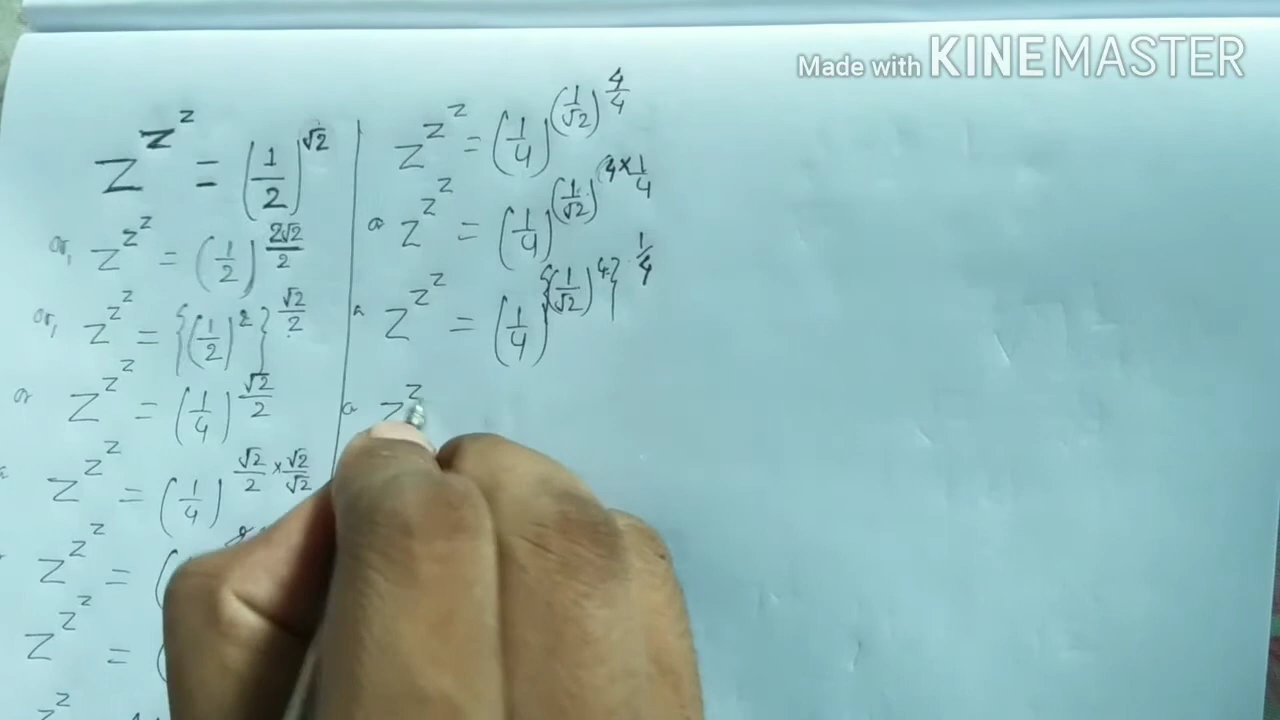 Made with KINEMASTER
z^z^z = (1/2)^√2
or, z^z^z = (1/2)^(2√2/2)
or, z^z^z = {(1/2)^2}^(√2/2)
or z^z^z = (1/4)^(√2/2)
z^z^z = (1/4)^(√2/2 × √2/√2)
z^z^z = (
z^z^z = (
z^z^z = (1/4)^(1/√2)^(4/4)
z^z^z = (1/4)^(1/√2)^(4×1/4)
z^z^z = (1/4)^{(1/√2)^4}^(1/4)
z^z